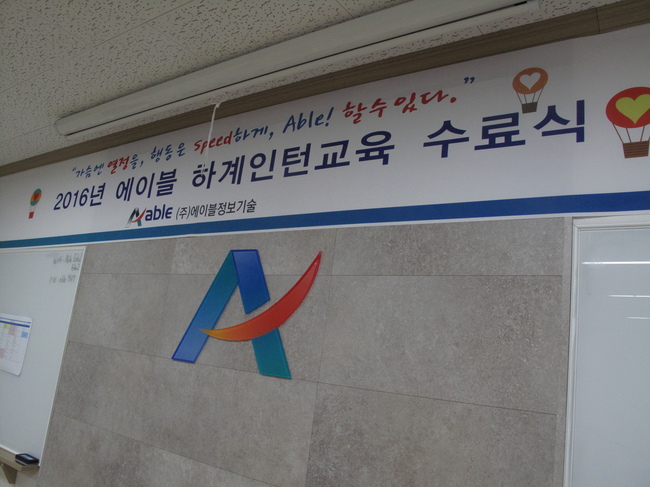 "가슴엔 열정을, 행동은 speed하게, Able! 할 수 있다."
2016년 에이블 하계인턴교육 수료식
able (주)에이블정보기술